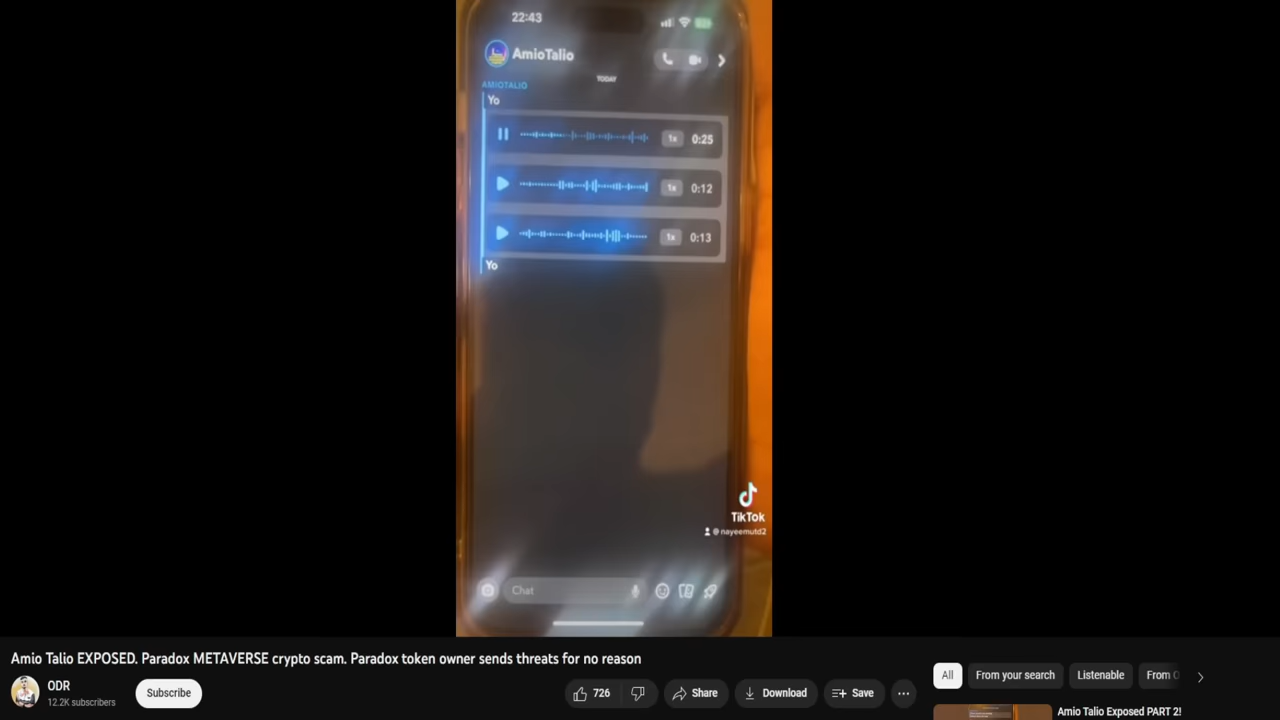 22:43
AmioTalio
TODAY
AMIOTALIO
Yo
1x 0:25
1x 0:12
1x 0:13
Yo
TikTok
@nayeemutd2
Chat
Amio Talio EXPOSED. Paradox METAVERSE crypto scam. Paradox token owner sends threats for no reason
ODR
12.2K subscribers
Subscribe
726
Share
Download
Save
All
From your search
Listenable
From
Amio Talio Exposed PART 2!